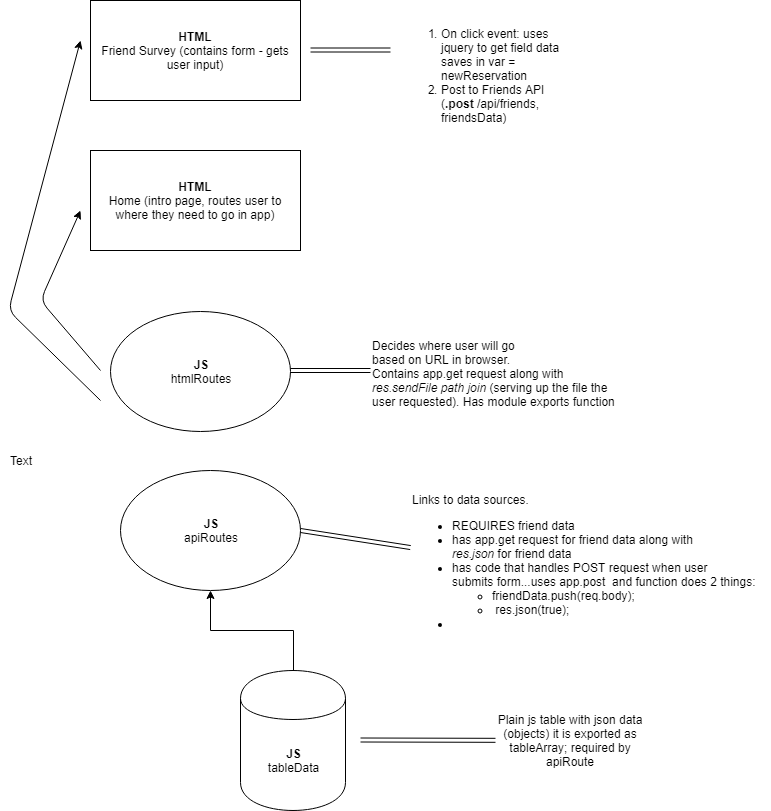 HTML
Friend Survey (contains form - gets
user input)
1. On click event: uses
jquery to get field data
saves in var =
newReservation
2. Post to Friends API
(.post /api/friends,
friendsData)
HTML
Home (intro page, routes user to
where they need to go in app)
JS
htmlRoutes
Decides where user will go
based on URL in browser.
Contains app.get request along with
res.sendFile path join (serving up the file the
user requested). Has module exports function
Text
JS
apiRoutes
Links to data sources.
• REQUIRES friend data
• has app.get request for friend data along with
res.json for friend data
• has code that handles POST request when user
submits form...uses app.post and function does 2 things:
◦ friendData.push(req.body);
◦ res.json(true);
•
JS
tableData
Plain js table with json data
(objects) it is exported as
tableArray; required by
apiRoute